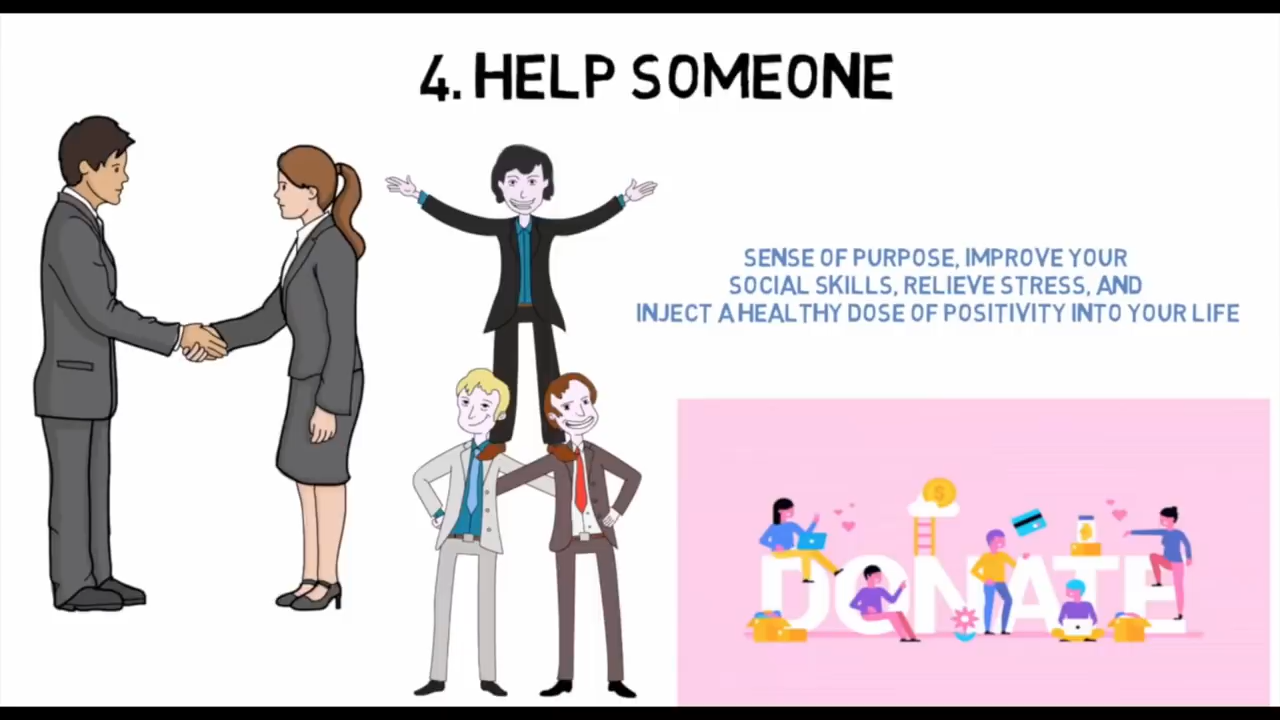 4. HELP SOMEONE
SENSE OF PURPOSE, IMPROVE YOUR
SOCIAL SKILLS, RELIEVE STRESS, AND
INJECT A HEALTHY DOSE OF POSITIVITY INTO YOUR LIFE
$
DONATE